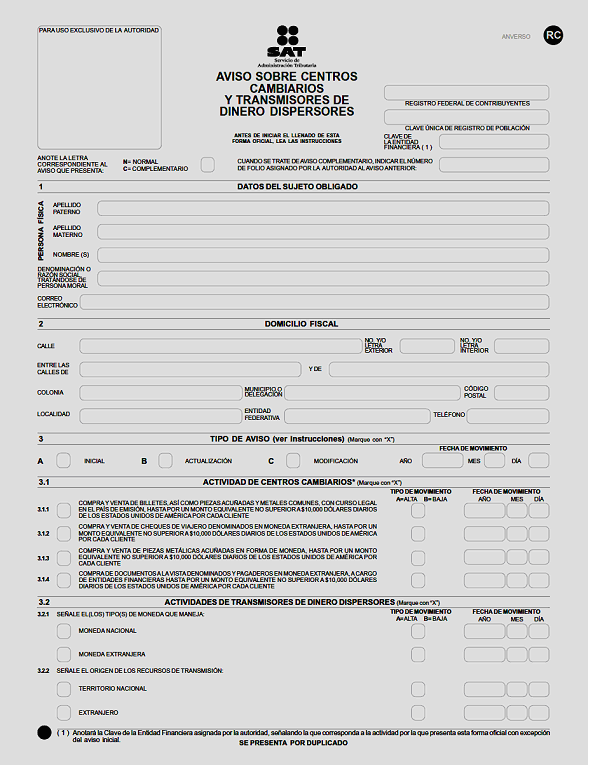 PARA USO EXCLUSIVO DE LA AUTORIDAD
SAT
Servicio de
Administración Tributaria
ANVERSO
RC
AVISO SOBRE CENTROS
CAMBIARIOS
Y TRANSMISORES DE
DINERO DISPERSORES
REGISTRO FEDERAL DE CONTRIBUYENTES
CLAVE ÚNICA DE REGISTRO DE POBLACIÓN
ANTES DE INICIAR EL LLENADO DE ESTA
FORMA OFICIAL, LEA LAS INSTRUCCIONES
CLAVE DE
LA ENTIDAD
FINANCIERA ( 1 )
ANOTE LA LETRA
CORRESPONDIENTE AL
AVISO QUE PRESENTA:
N= NORMAL
C= COMPLEMENTARIO
CUANDO SE TRATE DE AVISO COMPLEMENTARIO, INDICAR EL NÚMERO
DE FOLIO ASIGNADO POR LA AUTORIDAD AL AVISO ANTERIOR:
1 DATOS DEL SUJETO OBLIGADO
PERSONA FÍSICA
APELLIDO
PATERNO
APELLIDO
MATERNO
NOMBRE (S)
DENOMINACIÓN O
RAZÓN SOCIAL,
TRATÁNDOSE DE
PERSONA MORAL
CORREO
ELECTRÓNICO
2 DOMICILIO FISCAL
CALLE
NO. Y/O
LETRA
EXTERIOR
NO. Y/O
LETRA
INTERIOR
ENTRE LAS
CALLES DE
Y DE
COLONIA
MUNICIPIO O
DELEGACIÓN
CÓDIGO
POSTAL
LOCALIDAD
ENTIDAD
FEDERATIVA
TELÉFONO
3 TIPO DE AVISO (ver instrucciones) (Marque con "X")
FECHA DE MOVIMIENTO
A INICIAL B ACTUALIZACIÓN C MODIFICACIÓN AÑO MES DÍA
3.1 ACTIVIDAD DE CENTROS CAMBIARIOS* (Marque con "X")
TIPO DE MOVIMIENTO FECHA DE MOVIMIENTO
A=ALTA B=BAJA AÑO MES DÍA
3.1.1 COMPRA Y VENTA DE BILLETES, ASÍ COMO PIEZAS ACUÑADAS Y METALES COMUNES, CON CURSO LEGAL
EN EL PAÍS DE EMISIÓN, HASTA POR UN MONTO EQUIVALENTE NO SUPERIOR A $10,000 DÓLARES DIARIOS
DE LOS ESTADOS UNIDOS DE AMÉRICA POR CADA CLIENTE
3.1.2 COMPRA Y VENTA DE CHEQUES DE VIAJERO DENOMINADOS EN MONEDA EXTRANJERA, HASTA POR UN
MONTO EQUIVALENTE NO SUPERIOR A $10,000 DÓLARES DIARIOS DE LOS ESTADOS UNIDOS DE AMÉRICA
POR CADA CLIENTE
3.1.3 COMPRA Y VENTA DE PIEZAS METÁLICAS ACUÑADAS EN FORMA DE MONEDA, HASTA POR UN MONTO
EQUIVALENTE NO SUPERIOR A $10,000 DÓLARES DIARIOS DE LOS ESTADOS UNIDOS DE AMÉRICA POR CADA
CLIENTE
3.1.4 COMPRA DE DOCUMENTOS A LA VISTA DENOMINADOS Y PAGADEROS EN MONEDA EXTRANJERA, A CARGO
DE ENTIDADES FINANCIERAS HASTA POR UN MONTO EQUIVALENTE NO SUPERIOR A $10,000 DÓLARES
DIARIOS DE LOS ESTADOS UNIDOS DE AMÉRICA POR CADA CLIENTE
3.2 ACTIVIDADES DE TRANSMISORES DE DINERO DISPERSORES (Marque con "X")
TIPO DE MOVIMIENTO FECHA DE MOVIMIENTO
3.2.1 SEÑALE EL(LOS) TIPO(S) DE MONEDA QUE MANEJA: A=ALTA B=BAJA AÑO MES DÍA
MONEDA NACIONAL
MONEDA EXTRANJERA
3.2.2 SEÑALE EL ORIGEN DE LOS RECURSOS DE TRANSMISIÓN:
TERRITORIO NACIONAL
EXTRANJERO
( 1 ) Anotará la Clave de la Entidad Financiera asignada por la autoridad, señalando la que corresponda a la actividad por la que presenta esta forma oficial con excepción
del aviso inicial.
SE PRESENTA POR DUPLICADO